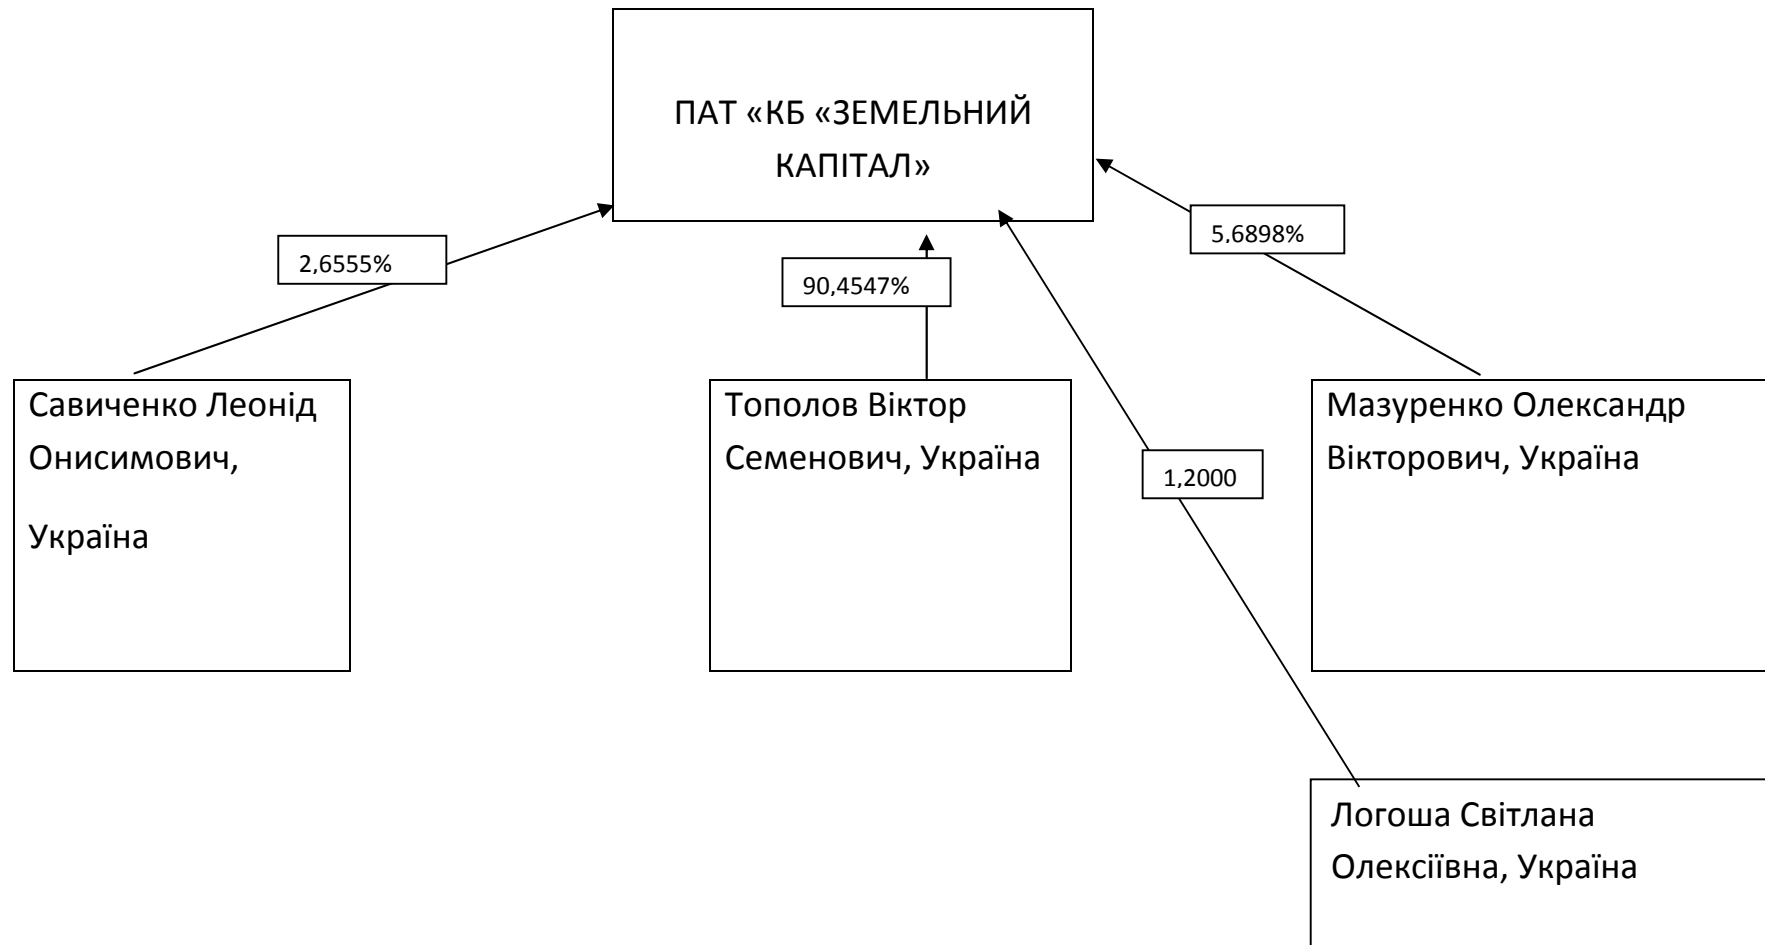 ПАТ «КБ «ЗЕМЕЛЬНИЙ
КАПІТАЛ»
2,6555%
90,4547%
5,6898%
Савиченко Леонід
Онисимович,
Україна
Тополов Віктор
Семенович, Україна
1,2000
Мазуренко Олександр
Вікторович, Україна
Логоша Світлана
Олексіївна, Україна